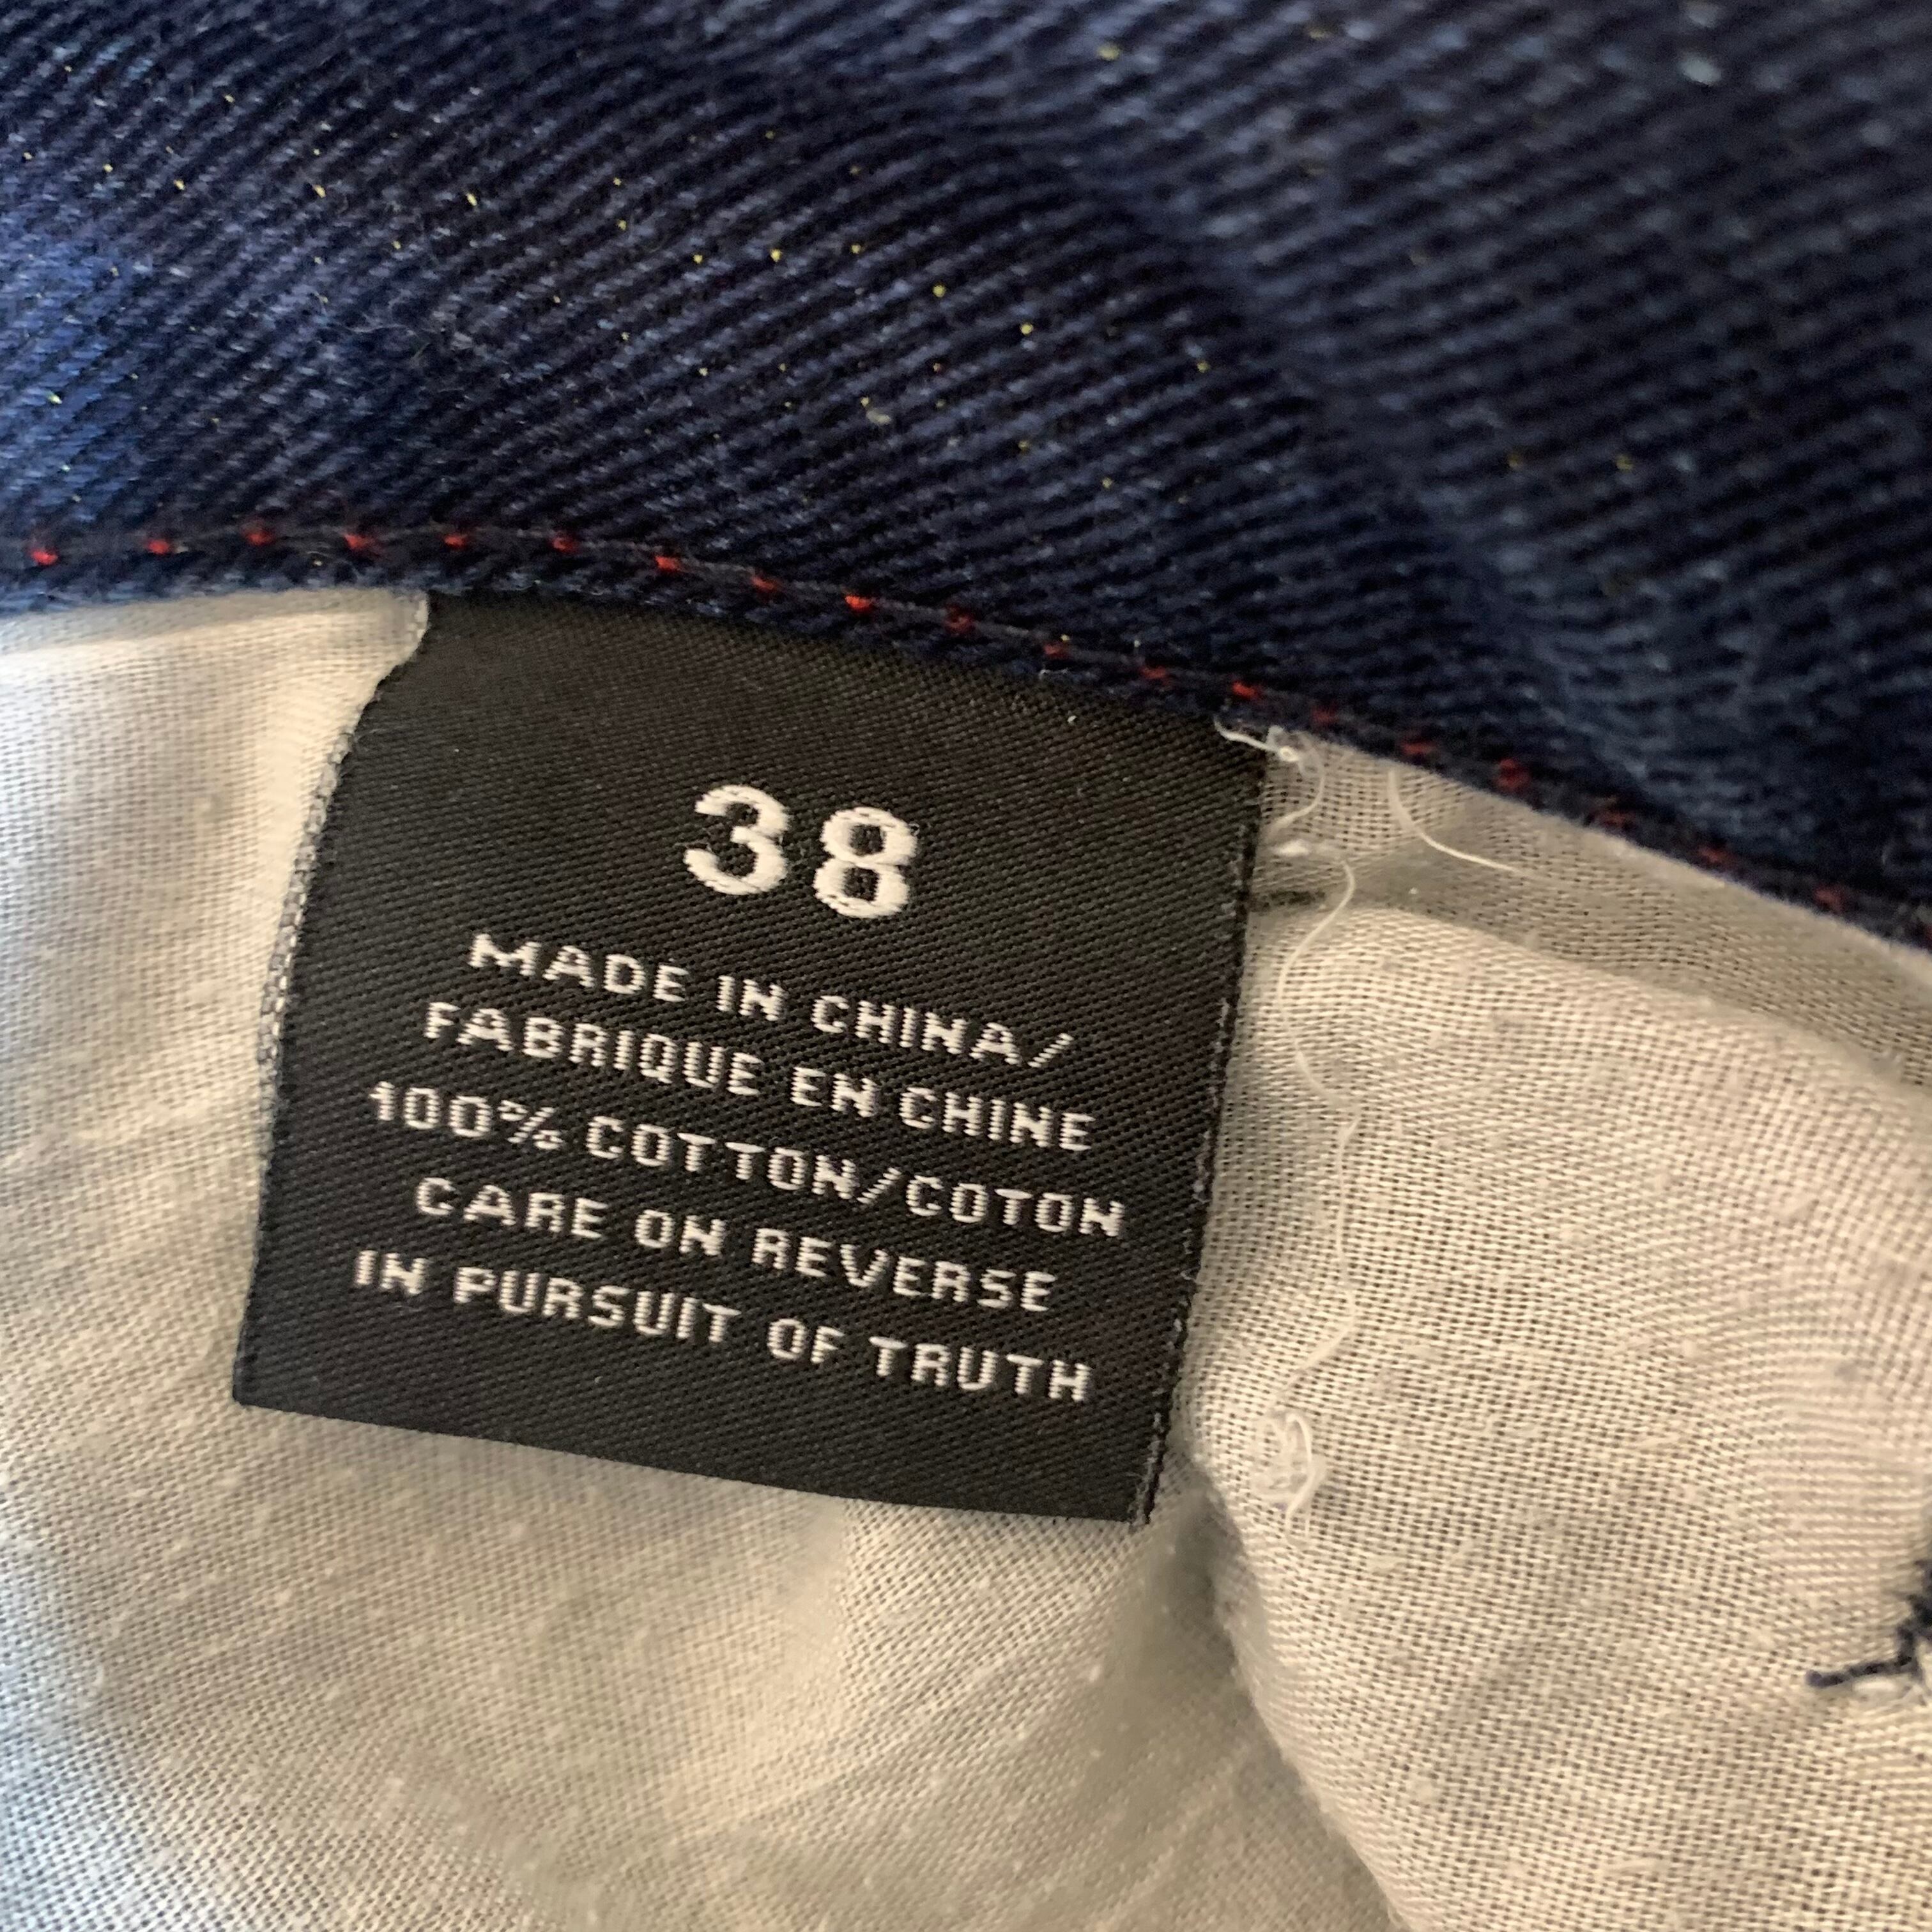 38
MADE IN CHINA/
FABRIQUE EN CHINE
100% COTTON/COTON
CARE ON REVERSE
IN PURSUIT OF TRUTH